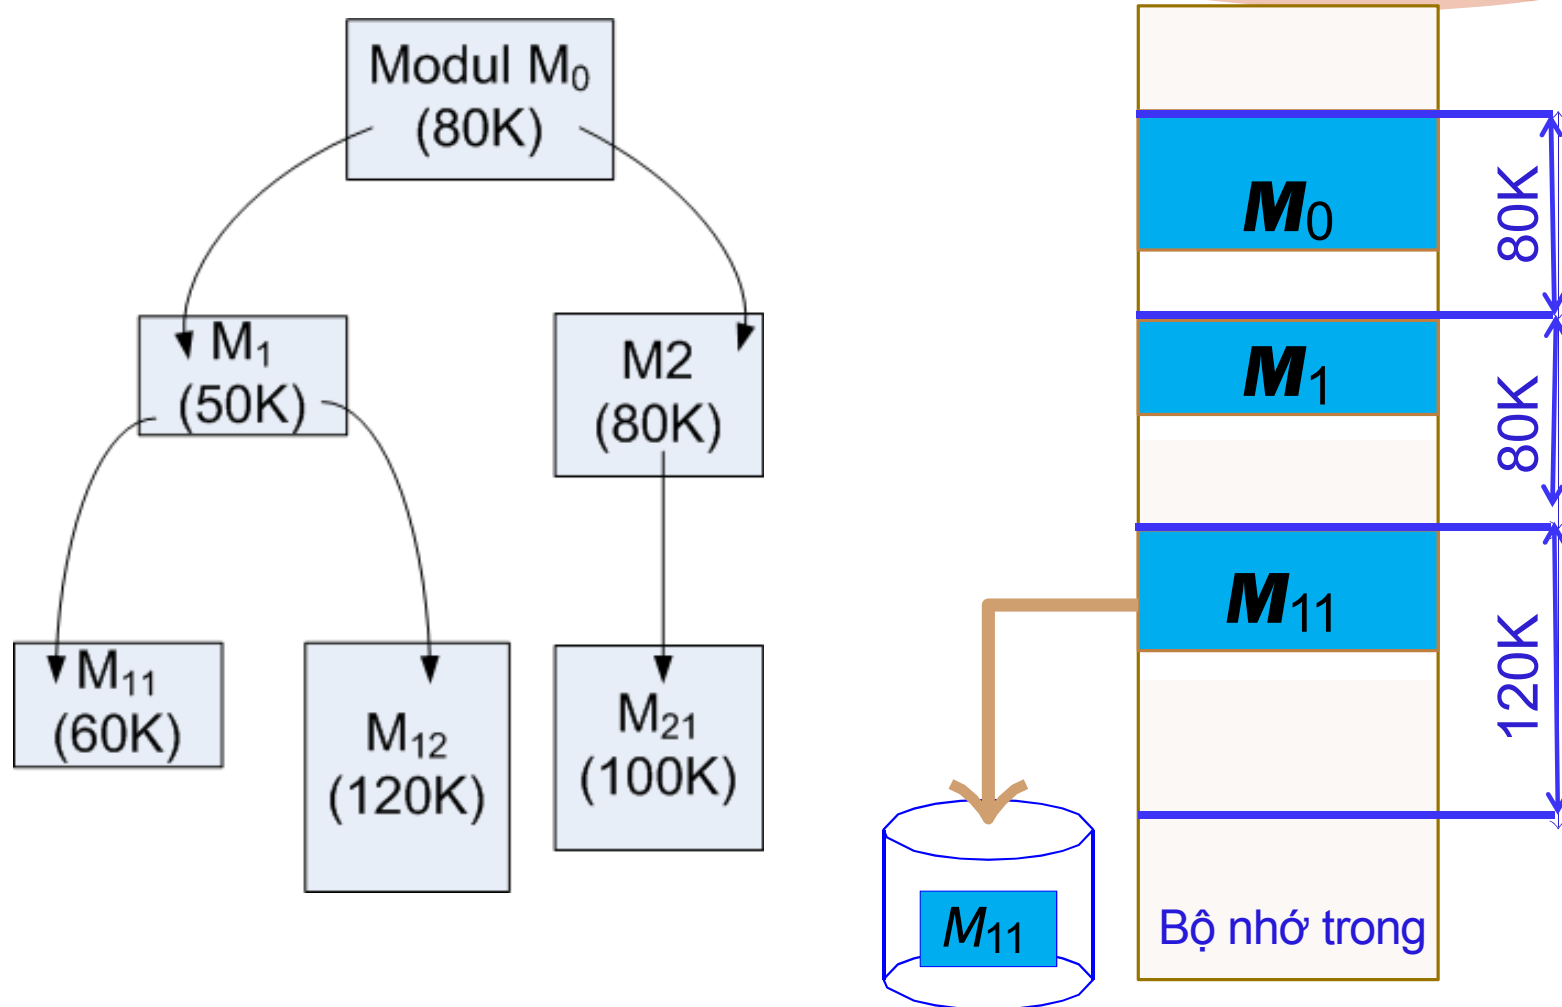 Modul M₀
(80K)
M₁
(50K)
M2
(80K)
M₁₁
(60K)
M₁₂
(120K)
M₂₁
(100K)
M₀
80K
M₁
80K
M₁₁
120K
M₁₁
Bộ nhớ trong